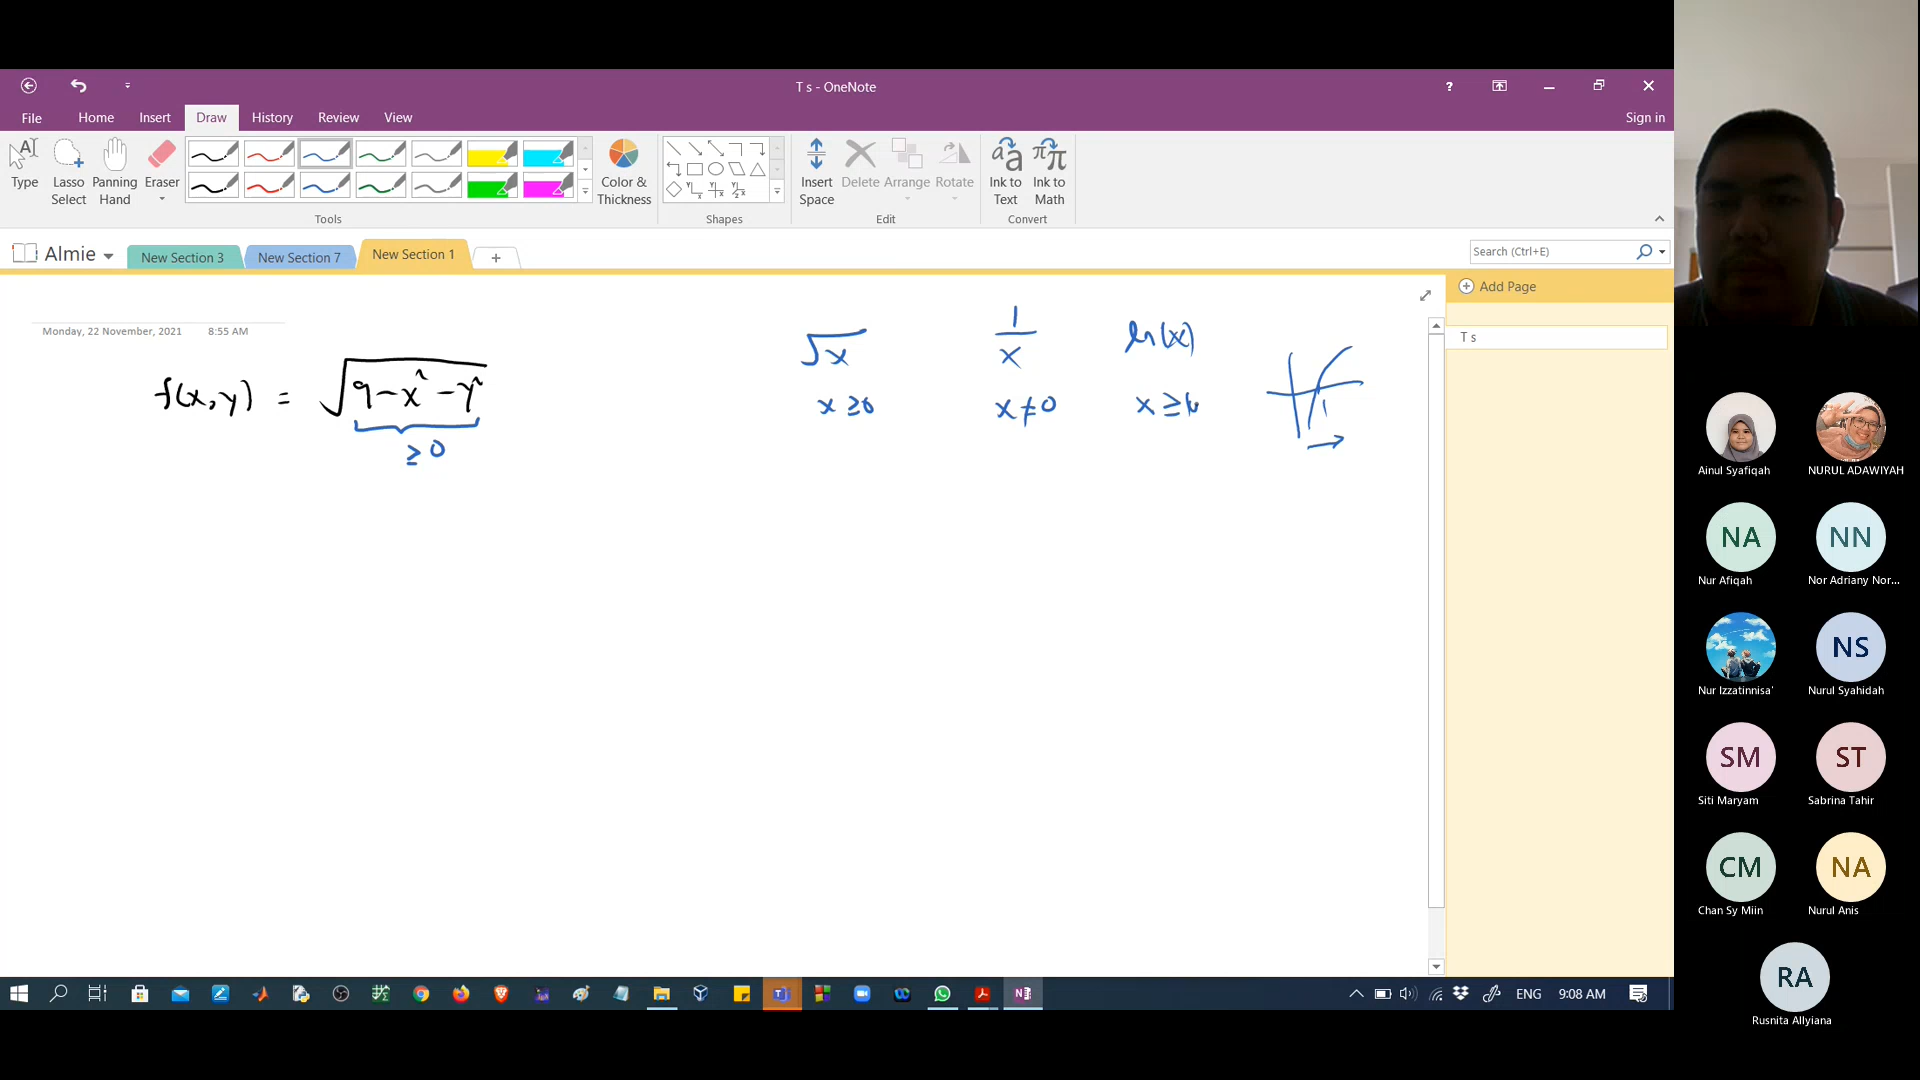 T s - OneNote
?
File Home Insert Draw History Review View
Sign in
Type Lasso Select Panning Hand Eraser
Color & Thickness
Insert Space Delete Arrange Rotate
Ink to Text Ink to Math
Tools Shapes Edit Convert
Almie New Section 3 New Section 7 New Section 1 +
Search (Ctrl+E)
Add Page
T s
Monday, 22 November, 2021 8:55 AM
f(x,y) = √(9-x²-y²)
≥ 0
√x 1/x ln(x)
x ≥ 0 x ≠ 0 x ≥
Ainul Syafiqah NURUL ADAWIYAH
NA NN
Nur Afiqah Nor Adriany Nor...
NS
Nur Izzatinnisa' Nurul Syahidah
SM ST
Siti Maryam Sabrina Tahir
CM NA
Chan Sy Miin Nurul Anis
RA
Rusnita Allyiana
ENG 9:08 AM